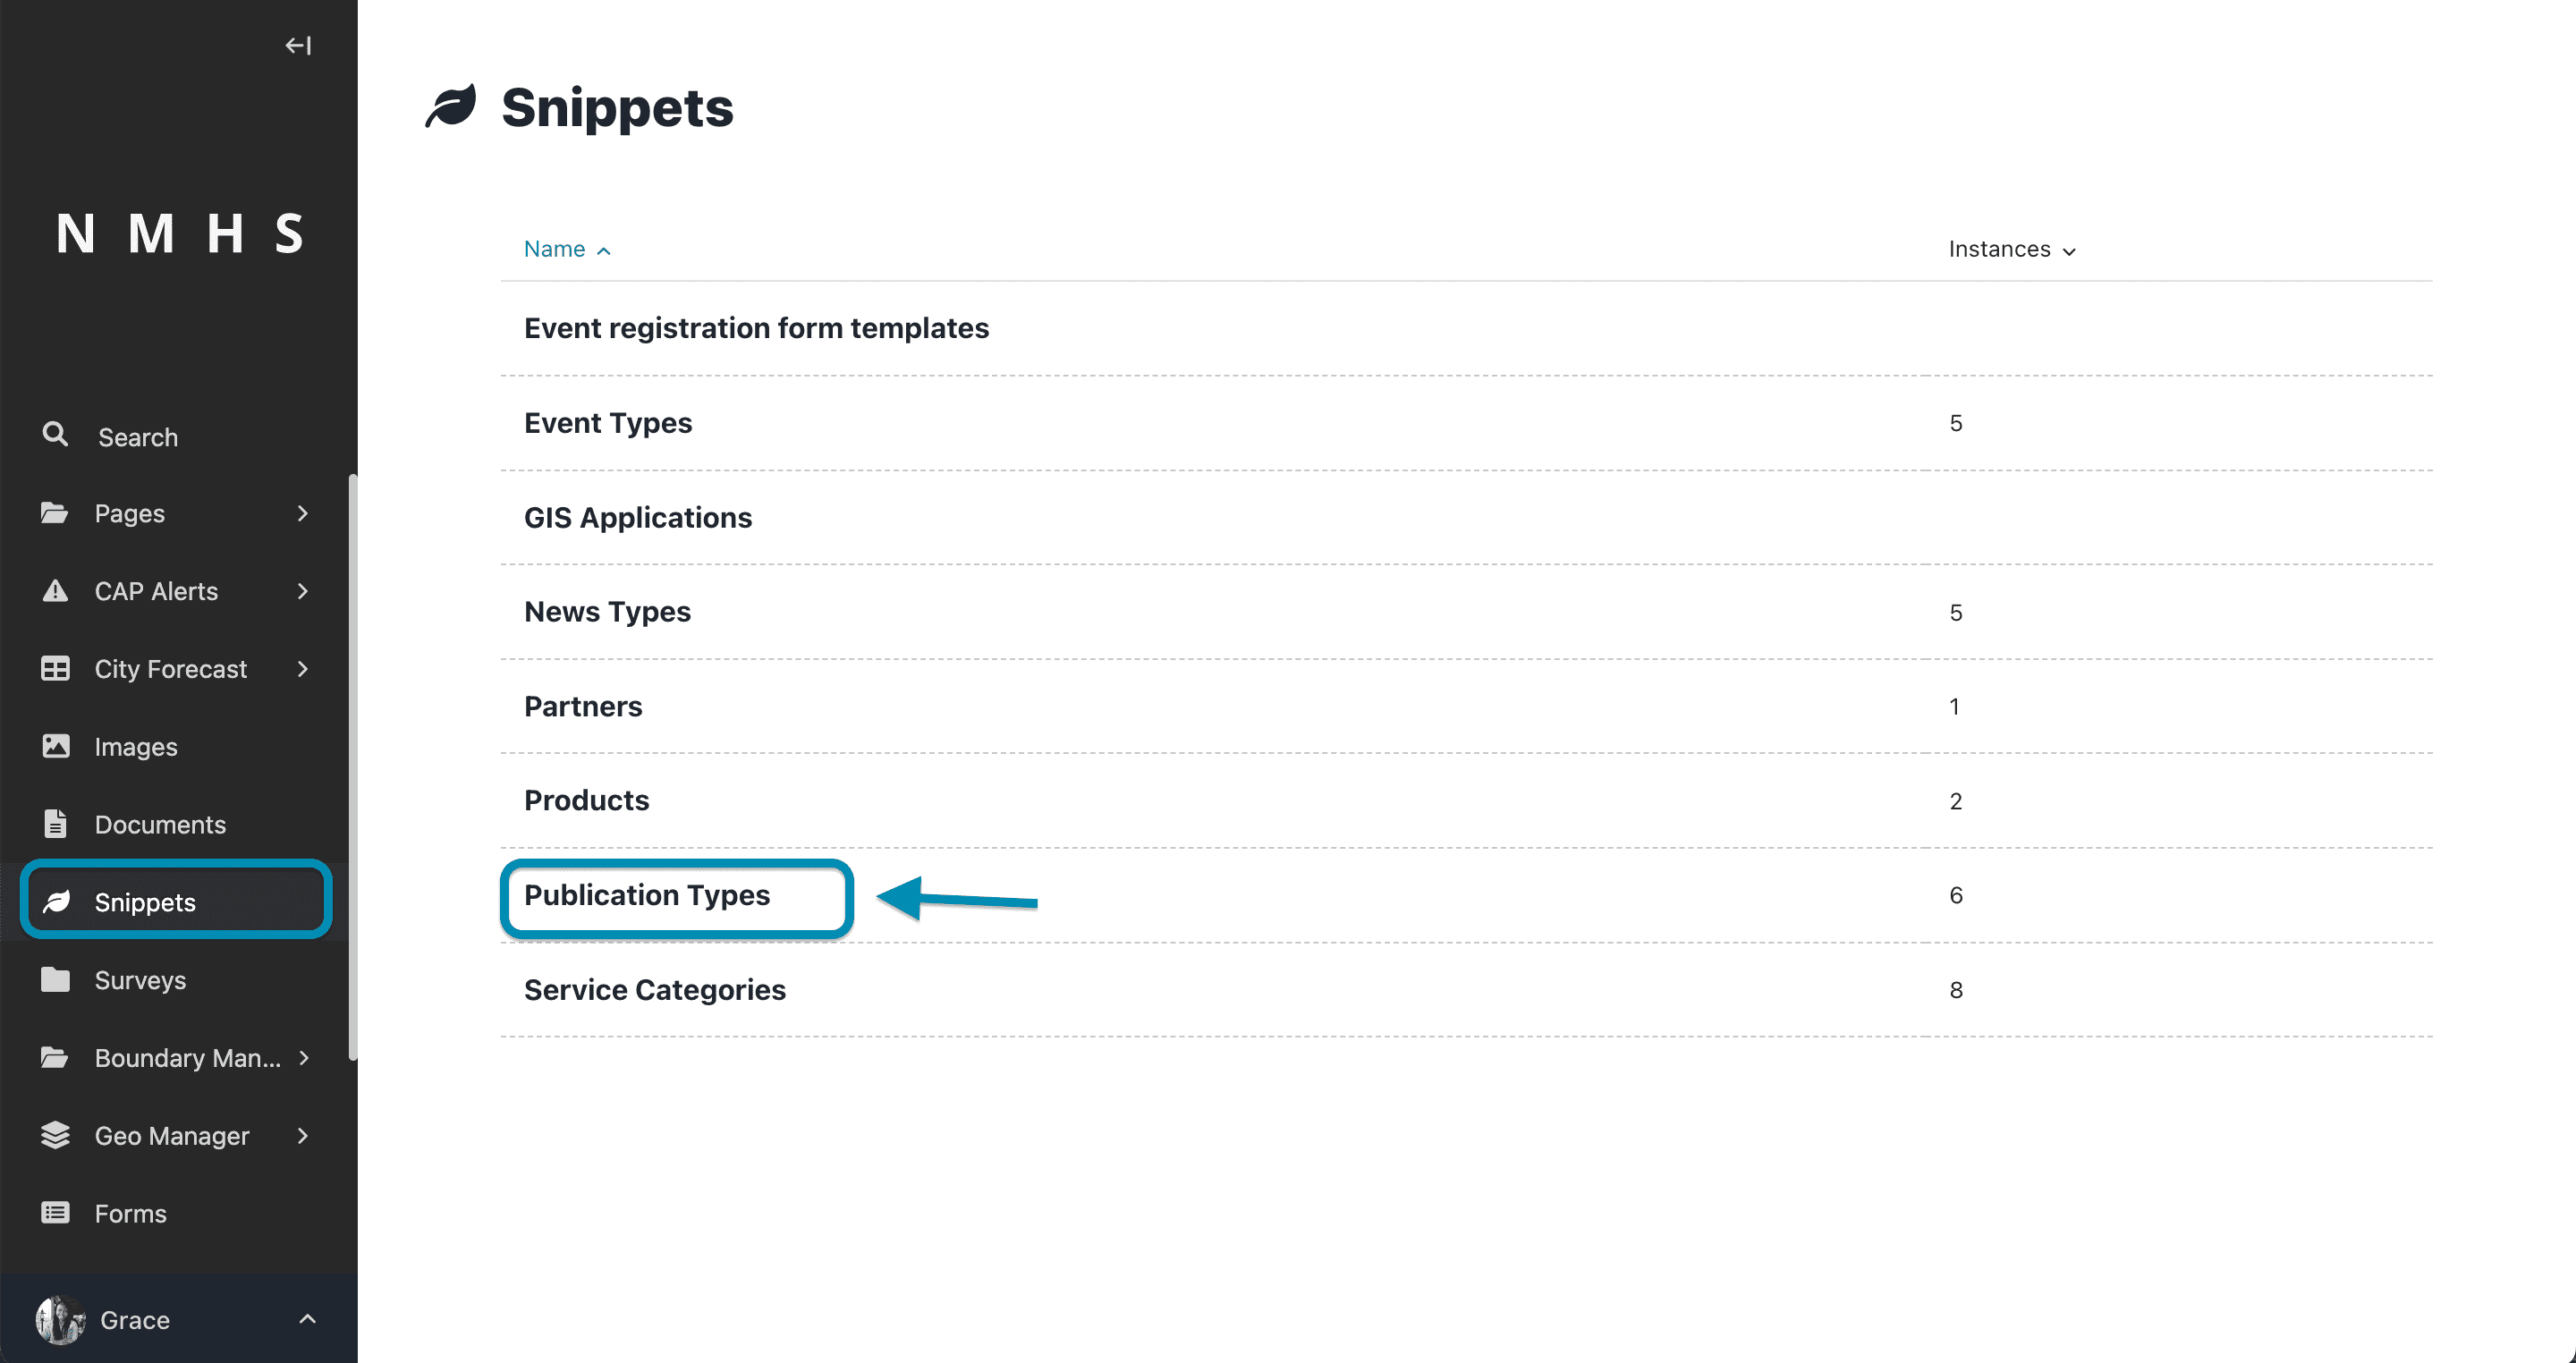 N M H S
Search
Pages
CAP Alerts
City Forecast
Images
Documents
Snippets
Surveys
Boundary Man...
Geo Manager
Forms
Grace
Snippets
Name Instances
Event registration form templates
Event Types 5
GIS Applications
News Types 5
Partners 1
Products 2
Publication Types 6
Service Categories 8